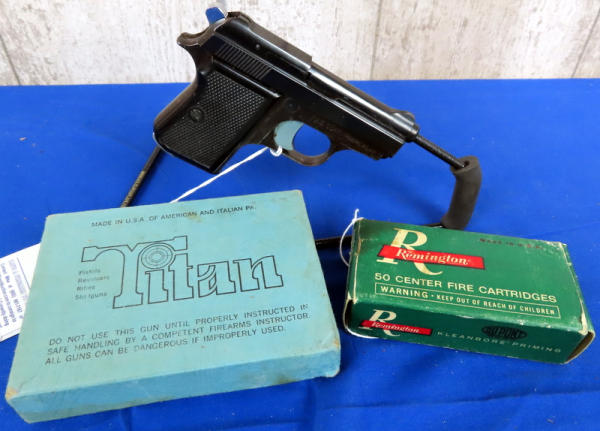 MADE IN U.S.A. OF AMERICAN AND ITALIAN PA
Titan
Pistols
Revolvers
Rifles
Shotguns
DO NOT USE THIS GUN UNTIL PROPERLY INSTRUCTED IN
SAFE HANDLING BY A COMPETENT FIREARMS INSTRUCTOR.
ALL GUNS CAN BE DANGEROUS IF IMPROPERLY USED.
R
Remington
50 CENTER FIRE CARTRIDGES
WARNING • KEEP OUT OF REACH OF CHILDREN
R
Remington
DUPONT
KLEANBORE PRIMING